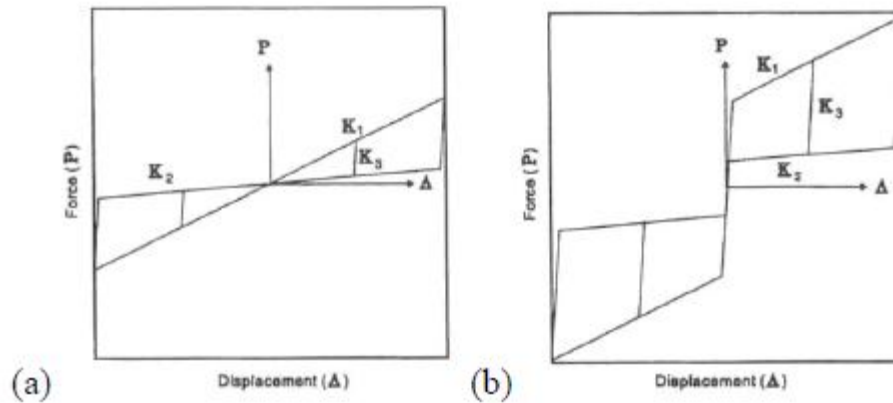 P
K₁
K₃
K₂
Δ
Force (P)
Displacement (Δ)
(a)
P
K₁
K₃
K₂
Δ
Force (P)
Displacement (Δ)
(b)